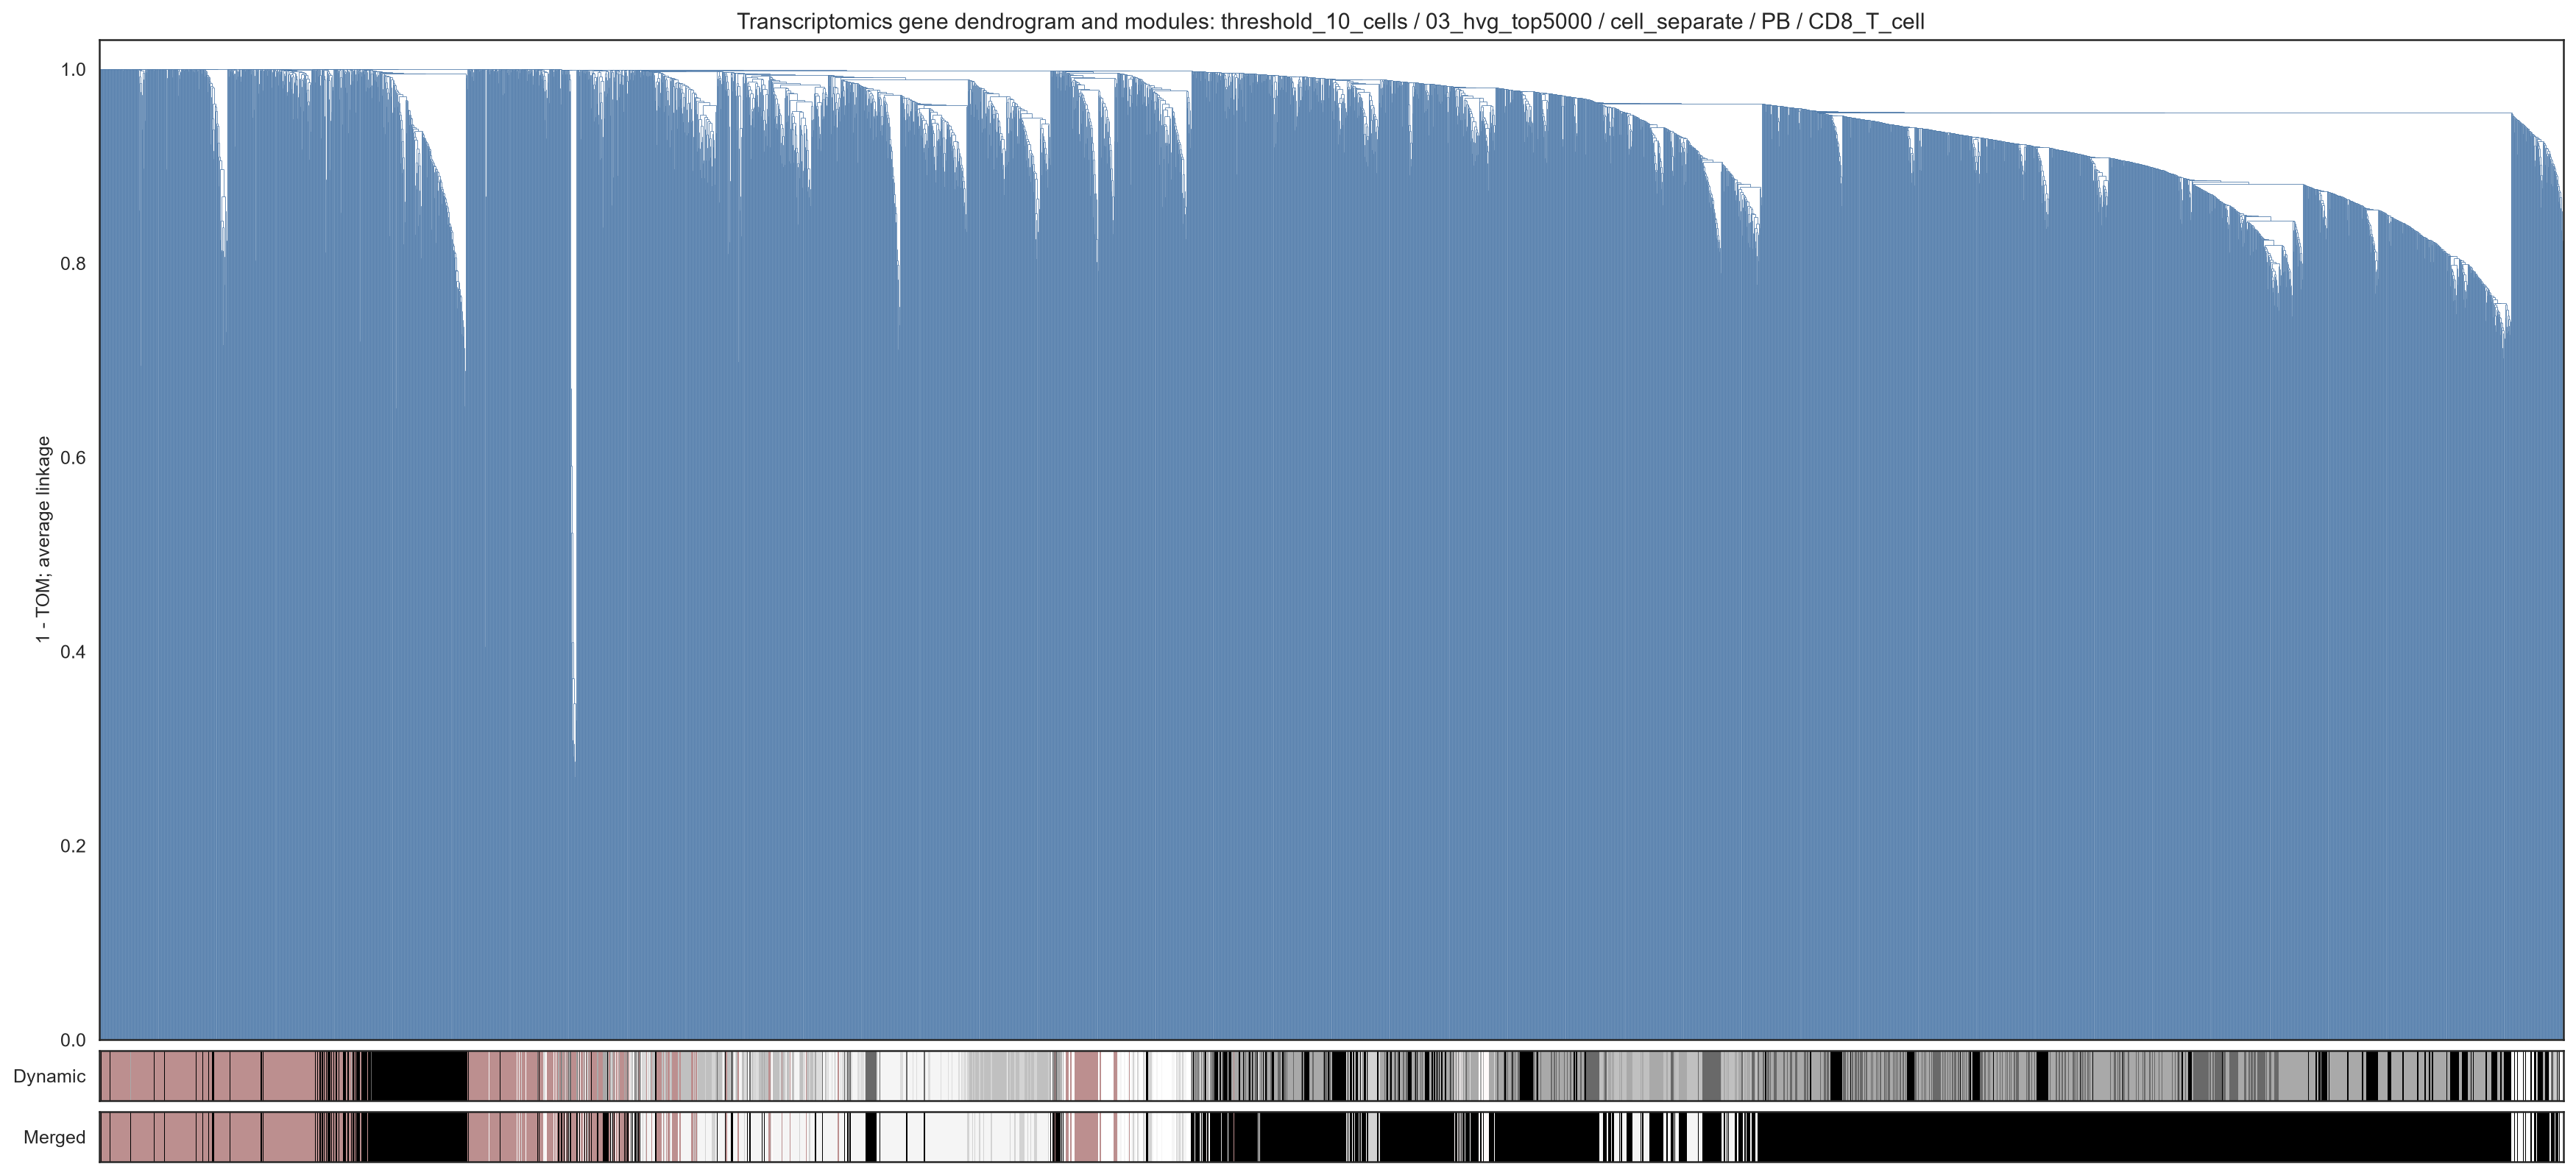 Transcriptomics gene dendrogram and modules: threshold_10_cells / 03_hvg_top5000 / cell_separate / PB / CD8_T_cell
1.0
0.8
0.6
0.4
0.2
0.0
1 - TOM; average linkage
Dynamic
Merged